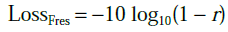 Loss_Fres = −10 log₁₀(1 − r)